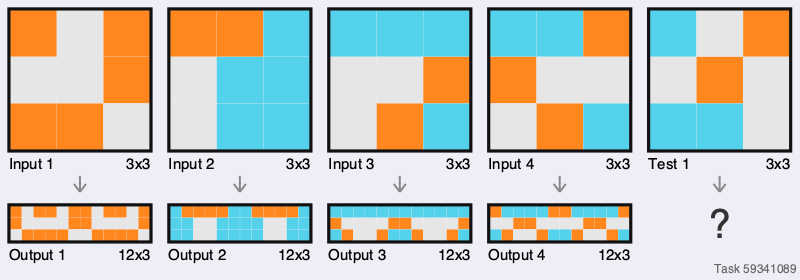 Input 1 3x3
Input 2 3x3
Input 3 3x3
Input 4 3x3
Test 1 3x3
?
Output 1 12x3
Output 2 12x3
Output 3 12x3
Output 4 12x3
Task 59341089